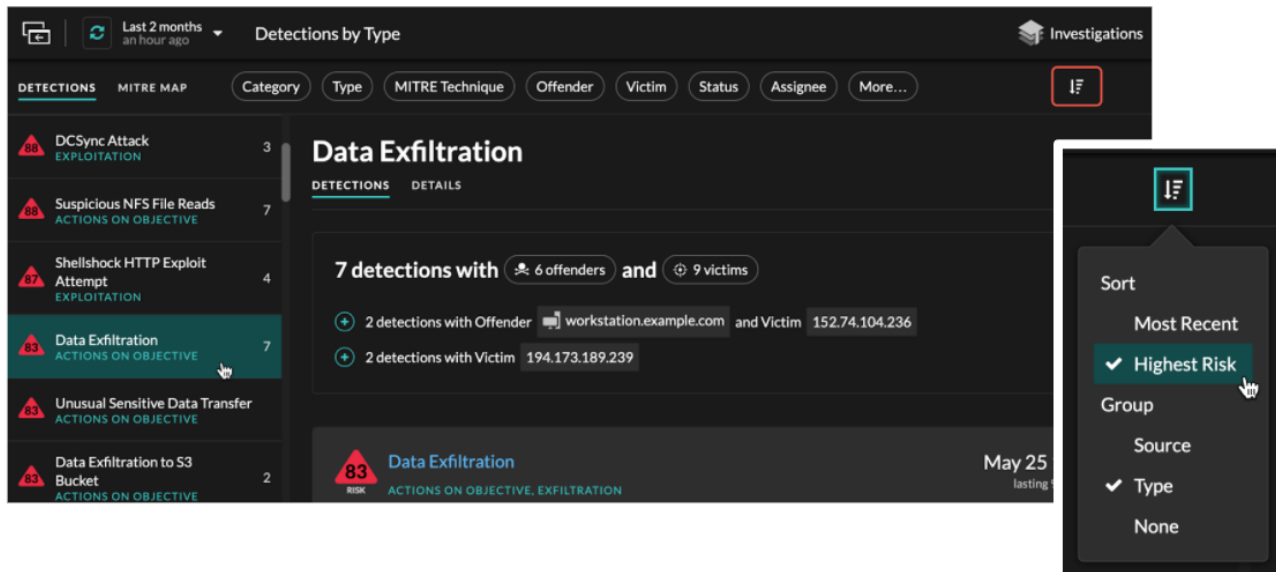 Last 2 months
an hour ago
Detections by Type
Investigations
DETECTIONS MITRE MAP Category Type MITRE Technique Offender Victim Status Assignee More...
88 DCSync Attack 3
EXPLOITATION
88 Suspicious NFS File Reads 7
ACTIONS ON OBJECTIVE
Shellshock HTTP Exploit
87 Attempt 4
EXPLOITATION
83 Data Exfiltration 7
ACTIONS ON OBJECTIVE
83 Unusual Sensitive Data Transfer
ACTIONS ON OBJECTIVE
Data Exfiltration to S3
83 Bucket 2
ACTIONS ON OBJECTIVE
Data Exfiltration
DETECTIONS DETAILS
7 detections with 6 offenders and 9 victims
2 detections with Offender workstation.example.com and Victim 152.74.104.236
2 detections with Victim 194.173.189.239
83 Data Exfiltration May 25
RISK ACTIONS ON OBJECTIVE, EXFILTRATION lasting
Sort
Most Recent
Highest Risk
Group
Source
Type
None